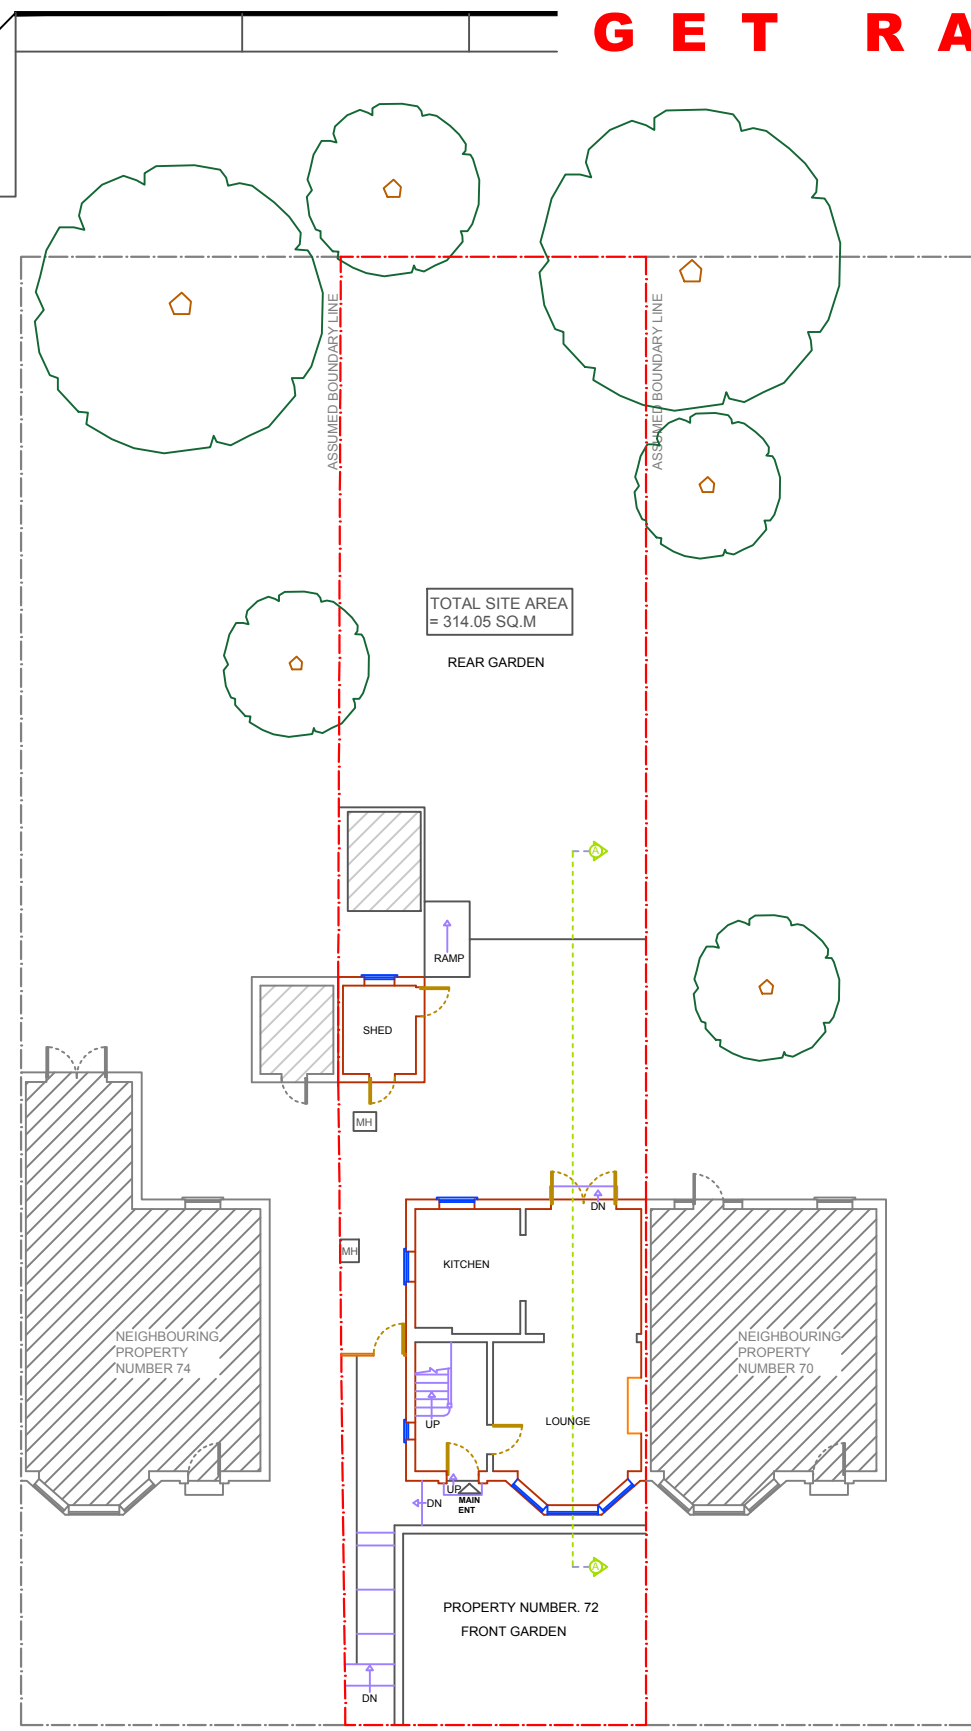 GET RA
ASSUMED BOUNDARY LINE
ASSUMED BOUNDARY LINE
TOTAL SITE AREA
= 314.05 SQ.M
REAR GARDEN
A
RAMP
SHED
MH
DN
MH
KITCHEN
NEIGHBOURING
PROPERTY
NUMBER 74
NEIGHBOURING
PROPERTY
NUMBER 70
UP
LOUNGE
UP
MAIN
ENT
DN
A
PROPERTY NUMBER. 72
FRONT GARDEN
DN